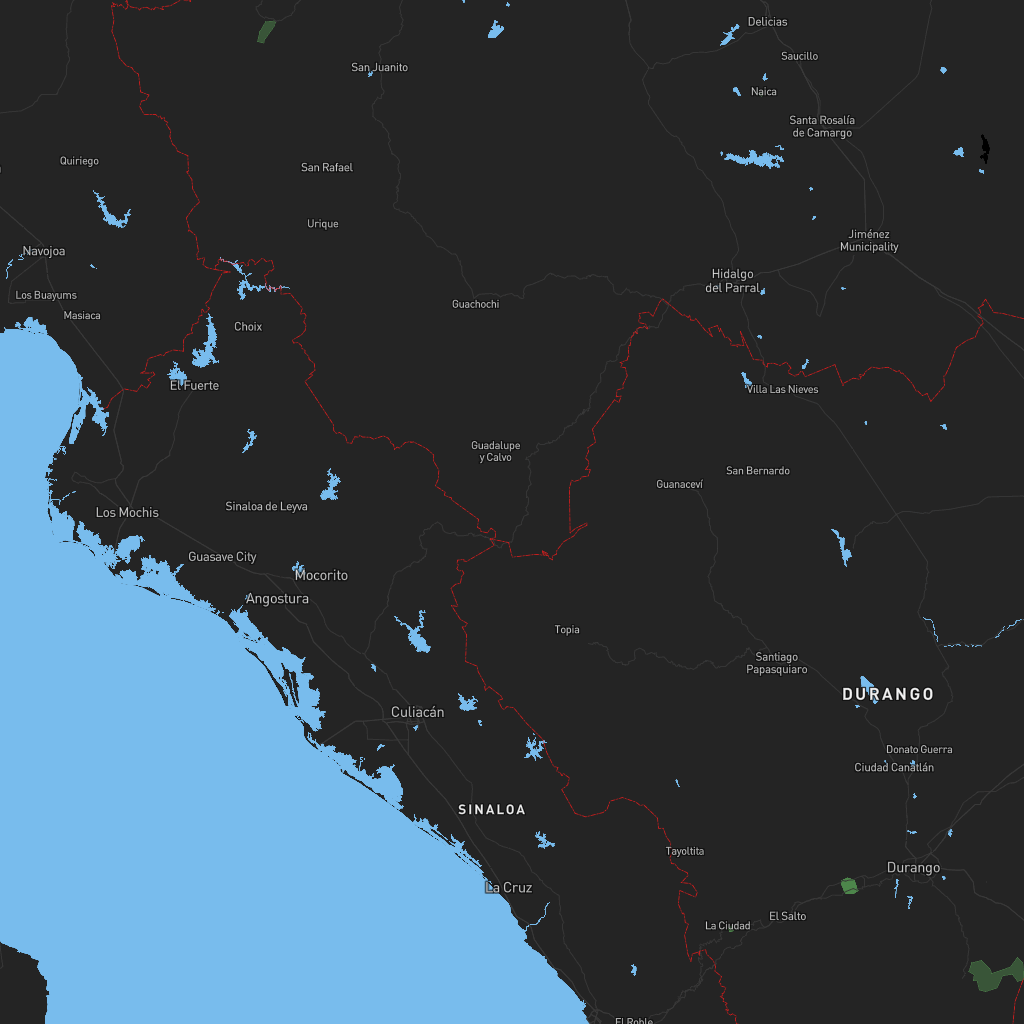 Delicias
Saucillo
San Juanito
Naica
Santa Rosalía
de Camargo
Quiriego
San Rafael
Urique
Jiménez
Municipality
Navojoa
Hidalgo
del Parral
Los Buayums
Guachochi
Masiaca
Choix
El Fuerte
Villa Las Nieves
Guadalupe
y Calvo
San Bernardo
Guanaceví
Sinaloa de Leyva
Los Mochis
Guasave City
Mocorito
Angostura
Topia
Santiago
Papasquiaro
DURANGO
Culiacán
Donato Guerra
Ciudad Canatlán
SINALOA
Tayoltita
Durango
La Cruz
El Salto
La Ciudad
El Roble